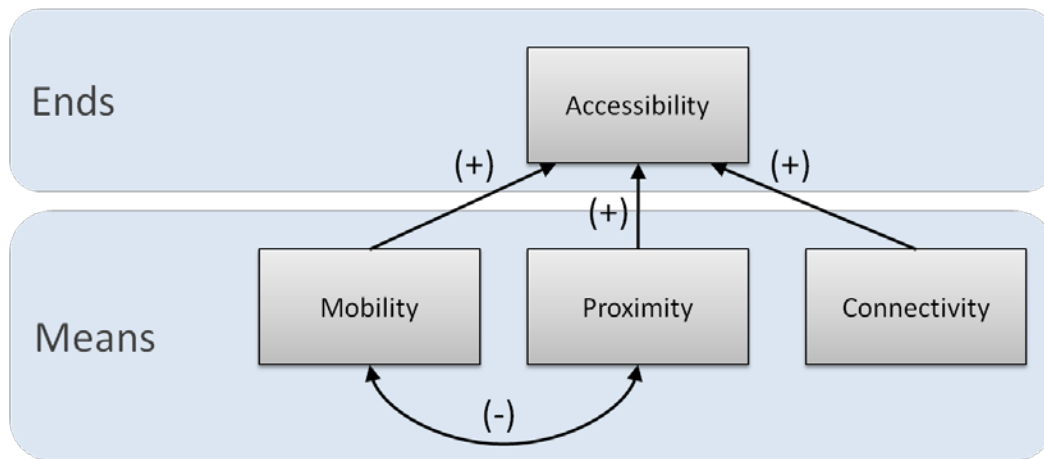 Ends
Accessibility
(+)
(+)
(+)
Means
Mobility
Proximity
Connectivity
(-)